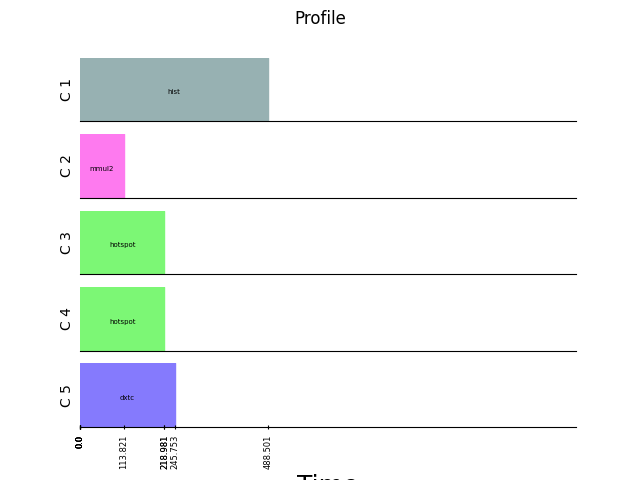 Profile
C 1
hist
C 2
mmul2
C 3
hotspot
C 4
hotspot
C 5
dxtc
0.0
113.821
218.981
245.753
488.501
Time